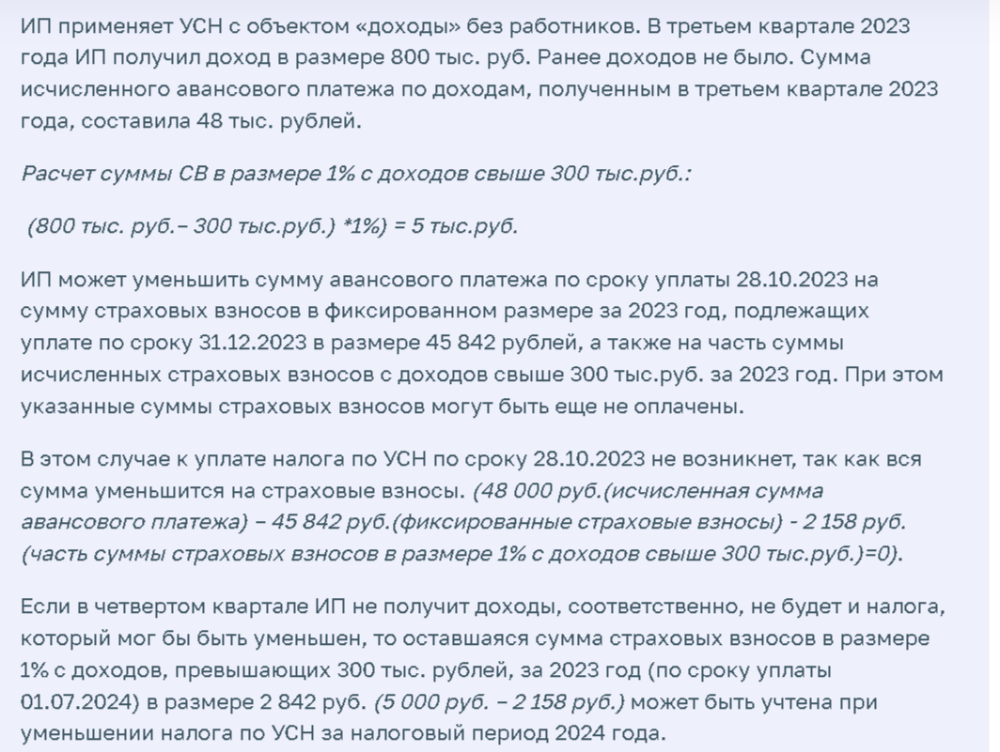 ИП применяет УСН с объектом «доходы» без работников. В третьем квартале 2023
года ИП получил доход в размере 800 тыс. руб. Ранее доходов не было. Сумма
исчисленного авансового платежа по доходам, полученным в третьем квартале 2023
года, составила 48 тыс. рублей.
Расчет суммы СВ в размере 1% с доходов свыше 300 тыс.руб.:
(800 тыс. руб.– 300 тыс.руб.) *1%) = 5 тыс.руб.
ИП может уменьшить сумму авансового платежа по сроку уплаты 28.10.2023 на
сумму страховых взносов в фиксированном размере за 2023 год, подлежащих
уплате по сроку 31.12.2023 в размере 45 842 рублей, а также на часть суммы
исчисленных страховых взносов с доходов свыше 300 тыс.руб. за 2023 год. При этом
указанные суммы страховых взносов могут быть еще не оплачены.
В этом случае к уплате налога по УСН по сроку 28.10.2023 не возникнет, так как вся
сумма уменьшится на страховые взносы. (48 000 руб.(исчисленная сумма
авансового платежа) – 45 842 руб.(фиксированные страховые взносы) - 2 158 руб.
(часть суммы страховых взносов в размере 1% с доходов свыше 300 тыс.руб.)=0).
Если в четвертом квартале ИП не получит доходы, соответственно, не будет и налога,
который мог бы быть уменьшен, то оставшаяся сумма страховых взносов в размере
1% с доходов, превышающих 300 тыс. рублей, за 2023 год (по сроку уплаты
01.07.2024) в размере 2 842 руб. (5 000 руб. – 2 158 руб.) может быть учтена при
уменьшении налога по УСН за налоговый период 2024 года.